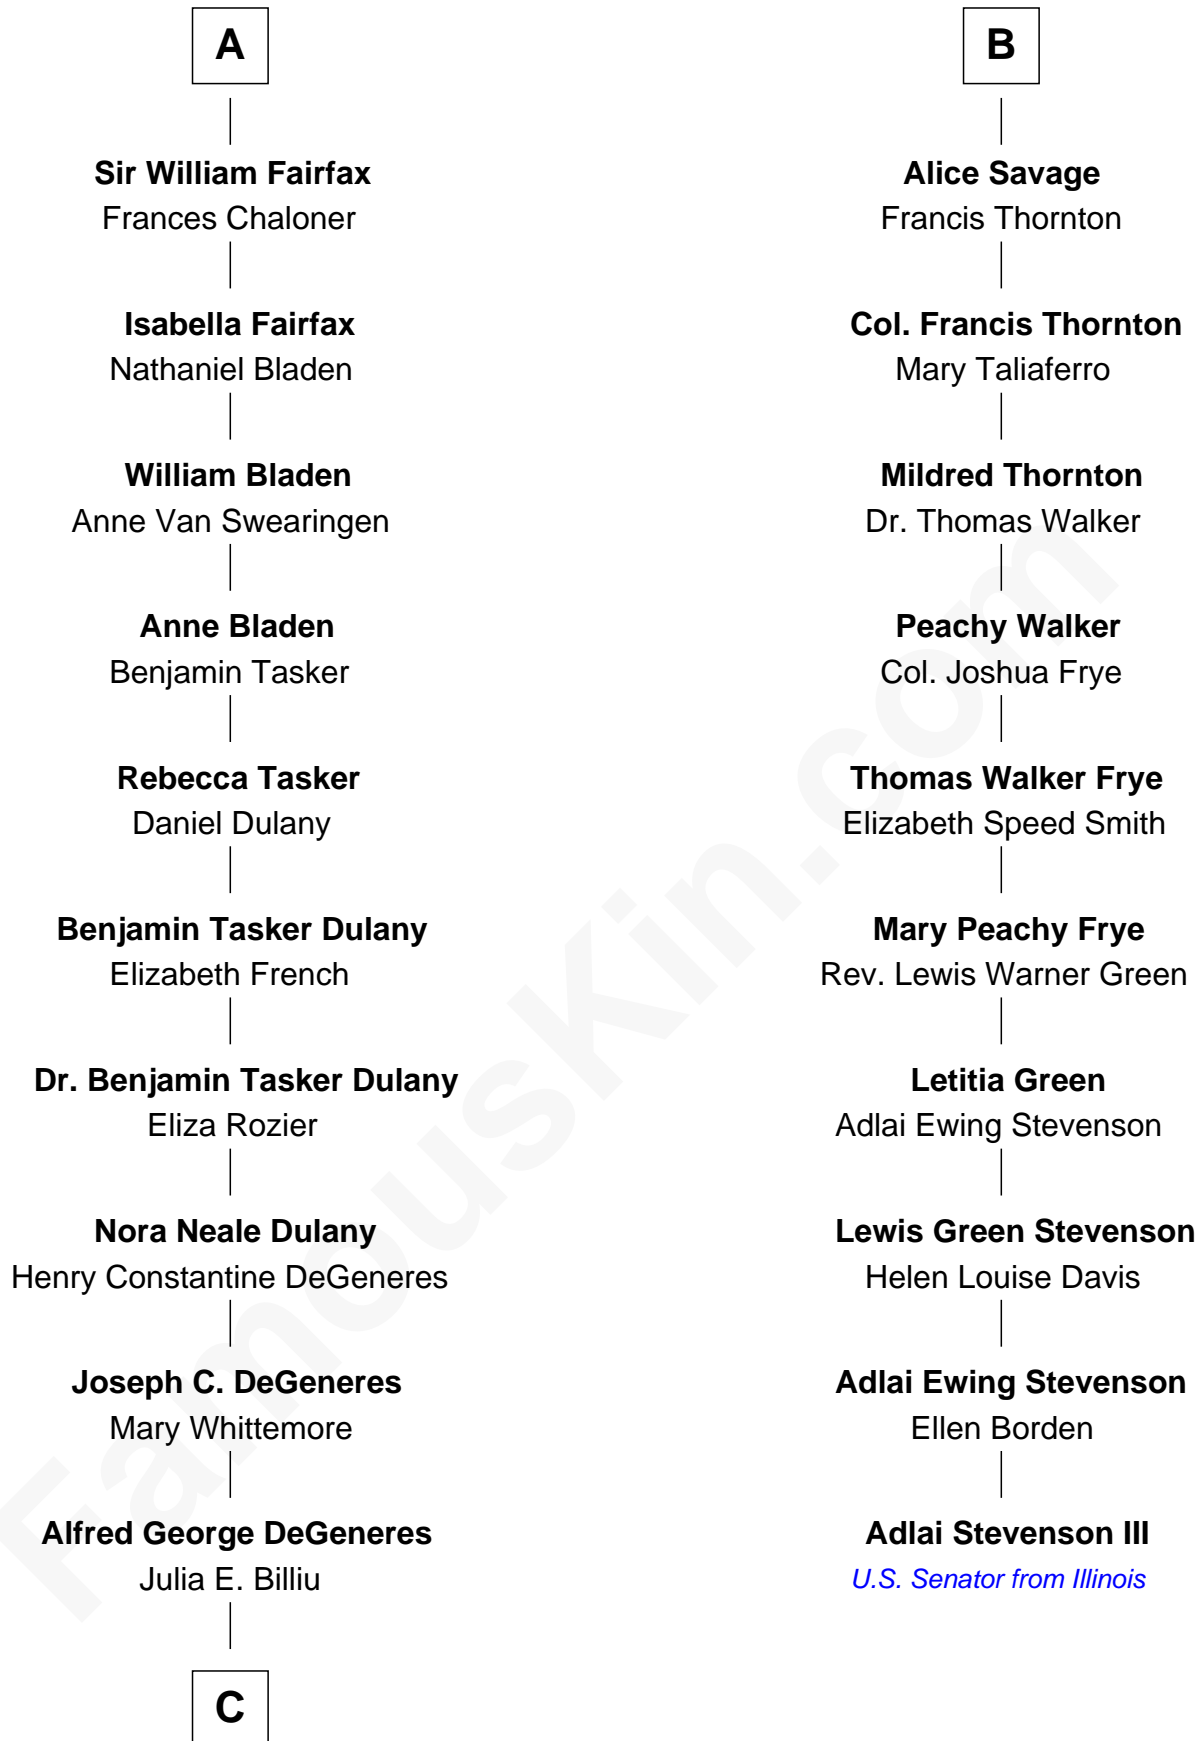 A
Sir William Fairfax
Frances Chaloner
Isabella Fairfax
Nathaniel Bladen
William Bladen
Anne Van Swearingen
Anne Bladen
Benjamin Tasker
Rebecca Tasker
Daniel Dulany
Benjamin Tasker Dulany
Elizabeth French
Dr. Benjamin Tasker Dulany
Eliza Rozier
Nora Neale Dulany
Henry Constantine DeGeneres
Joseph C. DeGeneres
Mary Whittemore
Alfred George DeGeneres
Julia E. Billiu
C
B
Alice Savage
Francis Thornton
Col. Francis Thornton
Mary Taliaferro
Mildred Thornton
Dr. Thomas Walker
Peachy Walker
Col. Joshua Frye
Thomas Walker Frye
Elizabeth Speed Smith
Mary Peachy Frye
Rev. Lewis Warner Green
Letitia Green
Adlai Ewing Stevenson
Lewis Green Stevenson
Helen Louise Davis
Adlai Ewing Stevenson
Ellen Borden
Adlai Stevenson III
U.S. Senator from Illinois
FamousKin.com